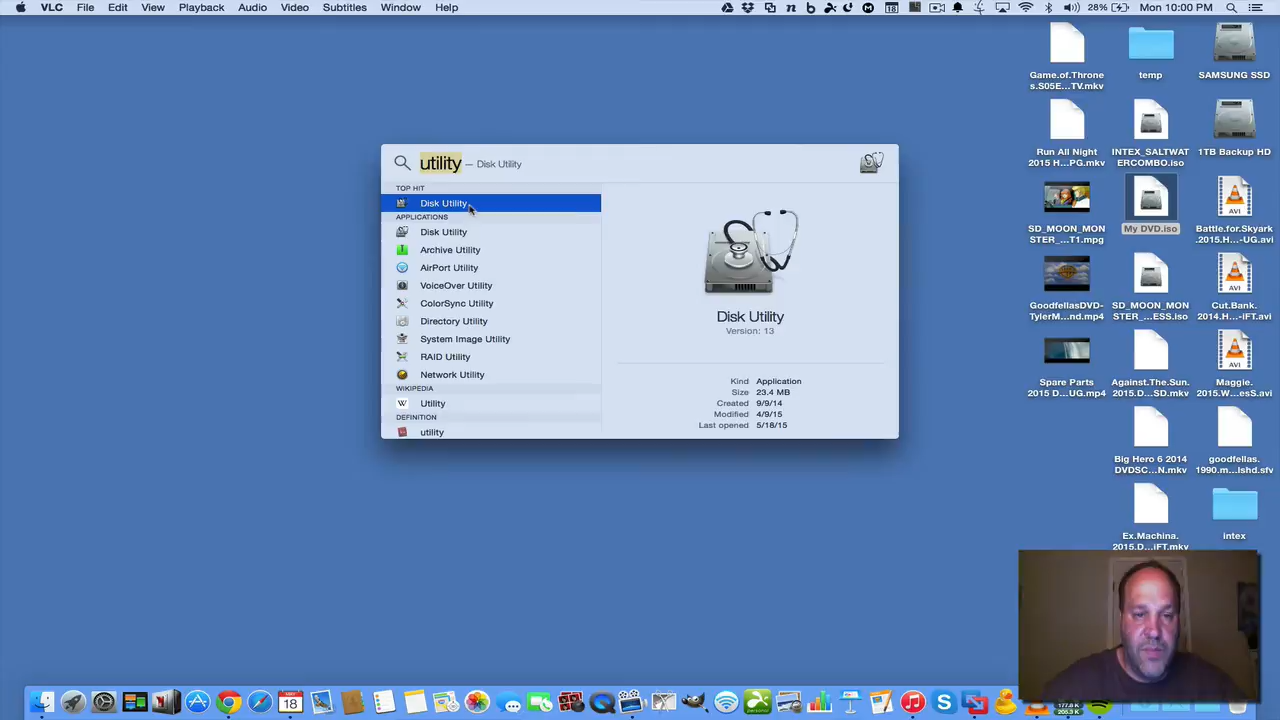 VLC File Edit View Playback Audio Video Subtitles Window Help
28% Mon 10:00 PM
utility — Disk Utility
TOP HIT
Disk Utility
APPLICATIONS
Disk Utility
Archive Utility
AirPort Utility
VoiceOver Utility
ColorSync Utility
Directory Utility
System Image Utility
RAID Utility
Network Utility
WIKIPEDIA
Utility
DEFINITION
utility
Disk Utility
Version: 13
Kind Application
Size 23.4 MB
Created 9/9/14
Modified 4/9/15
Last opened 5/18/15
Game.of.Throne
s.S05E...TV.mkv
temp
SAMSUNG SSD
Run All Night
2015 H...PG.mkv
INTEX_SALTWAT
ERCOMBO.iso
1TB Backup HD
SD_MOON_MON
STER_...T1.mpg
My DVD.iso
Battle.for.Skyark
.2015.H...-UG.avi
GoodfellasDVD-
TylerM...nd.mp4
SD_MOON_MON
STER_...ESS.iso
Cut.Bank.
2014.H...-iFT.avi
Spare Parts
2015 D...UG.mp4
Against.The.Sun.
2015.D...SD.mkv
Maggie.
2015.W...esS.avi
Big Hero 6 2014
DVDSC...N.mkv
goodfellas.
1990.m...lshd.sfv
Ex.Machina.
2015.D...iFT.mkv
intex
18